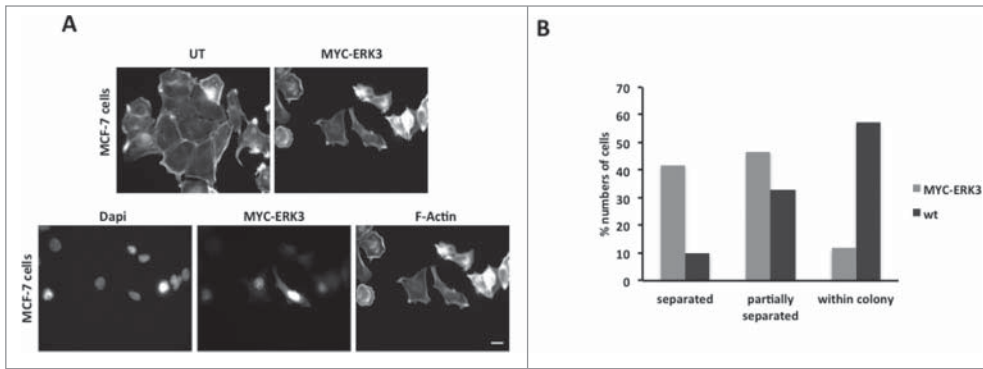 A
UT
MYC-ERK3
MCF-7 cells
Dapi
MYC-ERK3
F-Actin
MCF-7 cells
B
% numbers of cells
70
60
50
40
30
20
10
0
separated
partially
separated
within colony
MYC-ERK3
wt